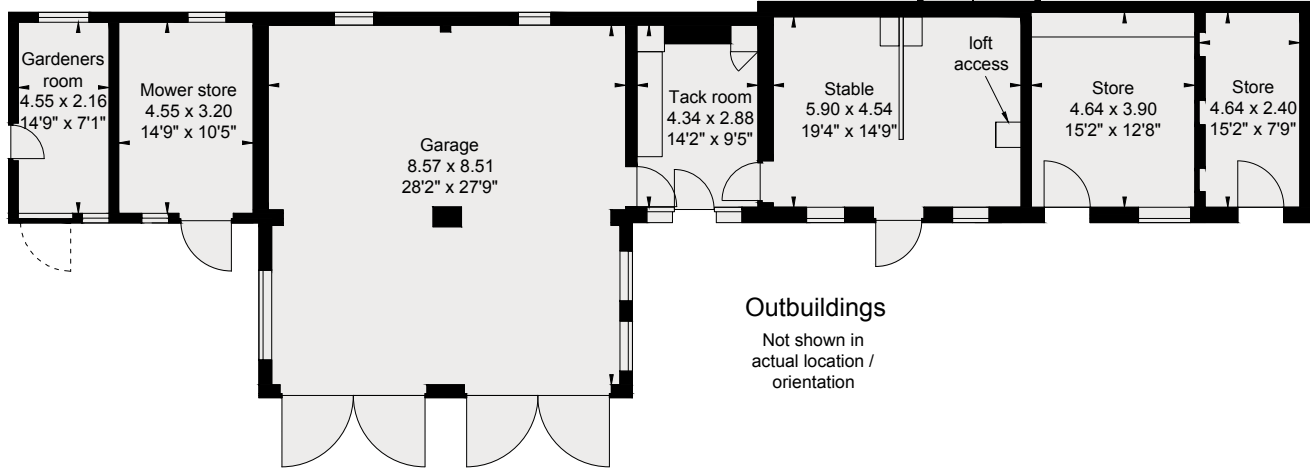 Gardeners
room
4.55 x 2.16
14'9" x 7'1"
Mower store
4.55 x 3.20
14'9" x 10'5"
Garage
8.57 x 8.51
28'2" x 27'9"
Tack room
4.34 x 2.88
14'2" x 9'5"
Stable
5.90 x 4.54
19'4" x 14'9"
loft
access
Store
4.64 x 3.90
15'2" x 12'8"
Store
4.64 x 2.40
15'2" x 7'9"
Outbuildings
Not shown in
actual location /
orientation